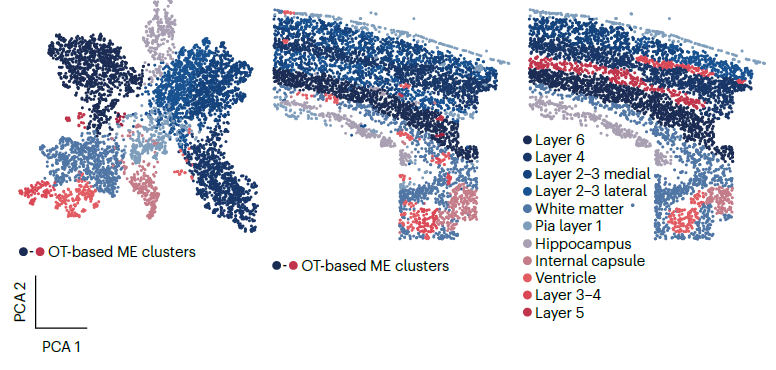 OT-based ME clusters
PCA 2
PCA 1
OT-based ME clusters
Layer 6
Layer 4
Layer 2–3 medial
Layer 2–3 lateral
White matter
Pia layer 1
Hippocampus
Internal capsule
Ventricle
Layer 3–4
Layer 5